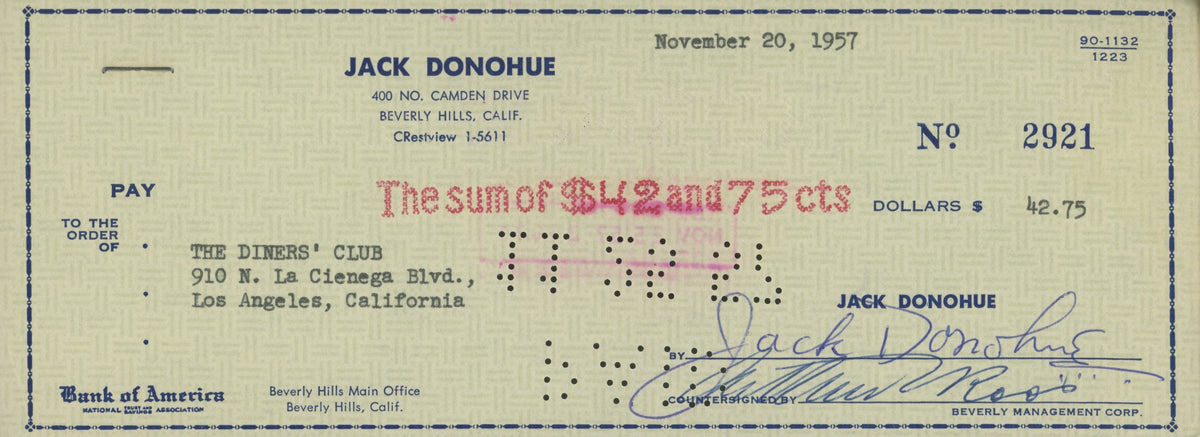 November 20, 1957
90-1132
1223
JACK DONOHUE
400 NO. CAMDEN DRIVE
BEVERLY HILLS, CALIF.
CRestview 1-5611
No. 2921
PAY
The sum of $42 and 75 cts
DOLLARS $ 42.75
TO THE
ORDER
OF
THE DINERS' CLUB
910 N. La Cienega Blvd.,
Los Angeles, California
JACK DONOHUE
BY Jack Donohue
COUNTERSIGNED BY Arthur Ross
BEVERLY MANAGEMENT CORP.
Bank of America
NATIONAL TRUST AND SAVINGS ASSOCIATION
Beverly Hills Main Office
Beverly Hills, Calif.